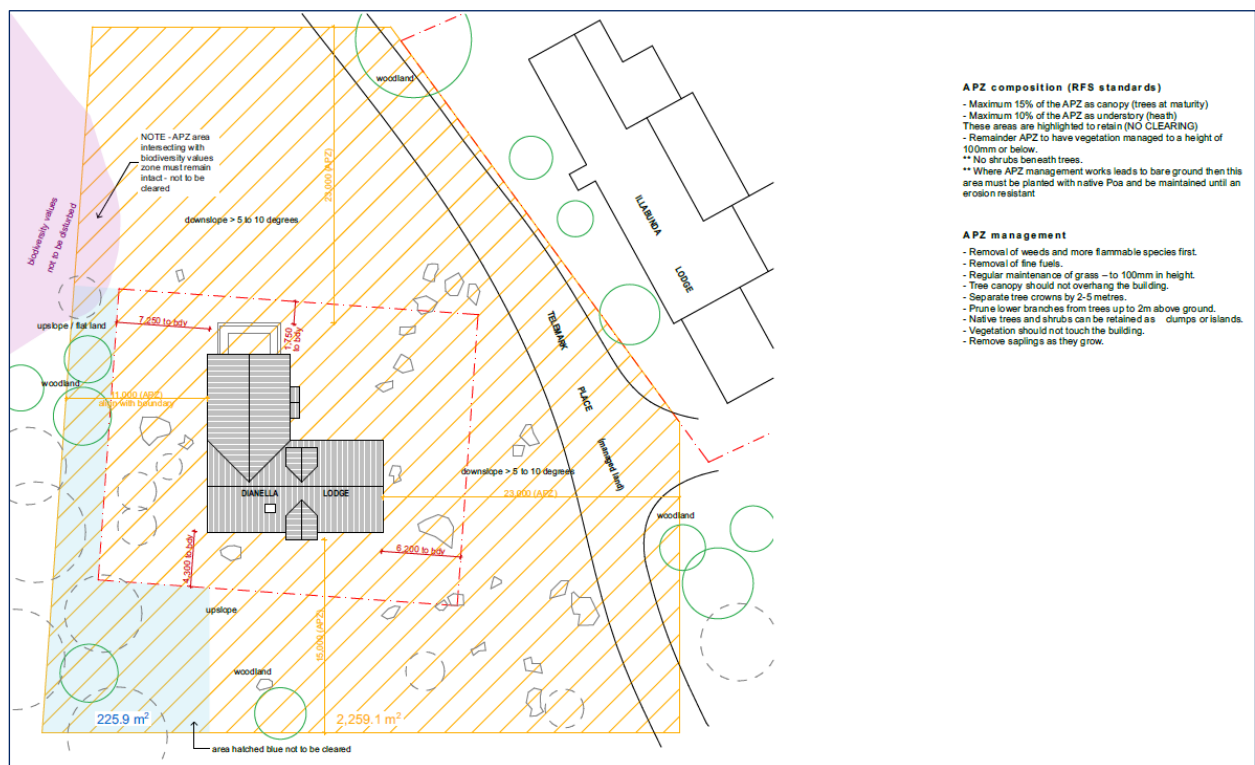 woodland
ILLABUNDA
LODGE
NOTE - APZ area
intersecting with
biodiversity values
zone must remain
intact - not to be
cleared
23,000 (APZ)
biodiversity values
not to be disturbed
downslope > 5 to 10 degrees
upslope / flat land
7,250 to bdy
1,750
to bdy
TELEMARK
PLACE
(managed land)
woodland
11,000 (APZ)
align with boundary
downslope > 5 to 10 degrees
DIANELLA
LODGE
23,000 (APZ)
woodland
4,300 to bdy
6,200 to bdy
upslope
15,000 (APZ)
woodland
225.9 m²
2,259.1 m²
area hatched blue not to be cleared
APZ composition (RFS standards)
- Maximum 15% of the APZ as canopy (trees at maturity)
- Maximum 10% of the APZ as understory (heath)
These areas are highlighted to retain (NO CLEARING)
- Remainder APZ to have vegetation managed to a height of
100mm or below.
** No shrubs beneath trees.
** Where APZ management works leads to bare ground then this
area must be planted with native Poa and be maintained until an
erosion resistant
APZ management
- Removal of weeds and more flammable species first.
- Removal of fine fuels.
- Regular maintenance of grass – to 100mm in height.
- Tree canopy should not overhang the building.
- Separate tree crowns by 2-5 metres.
- Prune lower branches from trees up to 2m above ground.
- Native trees and shrubs can be retained as clumps or islands.
- Vegetation should not touch the building.
- Remove saplings as they grow.